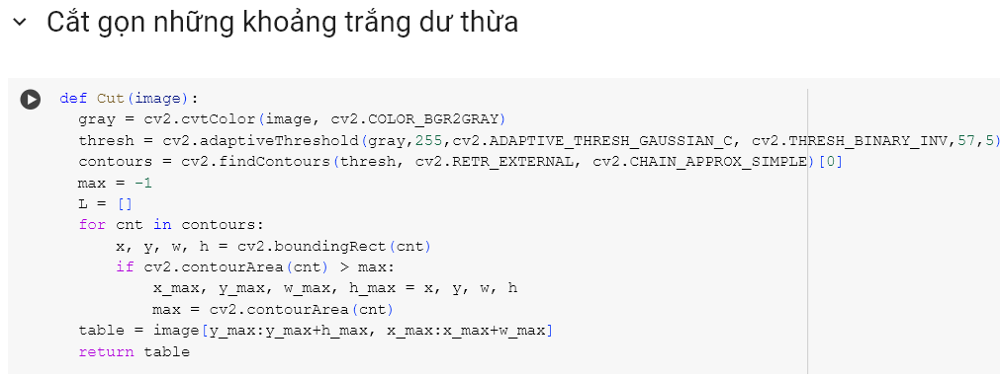 Cắt gọn những khoảng trắng dư thừa
def Cut(image):
gray = cv2.cvtColor(image, cv2.COLOR_BGR2GRAY)
thresh = cv2.adaptiveThreshold(gray,255,cv2.ADAPTIVE_THRESH_GAUSSIAN_C, cv2.THRESH_BINARY_INV,57,5)
contours = cv2.findContours(thresh, cv2.RETR_EXTERNAL, cv2.CHAIN_APPROX_SIMPLE)[0]
max = -1
L = []
for cnt in contours:
x, y, w, h = cv2.boundingRect(cnt)
if cv2.contourArea(cnt) > max:
x_max, y_max, w_max, h_max = x, y, w, h
max = cv2.contourArea(cnt)
table = image[y_max:y_max+h_max, x_max:x_max+w_max]
return table